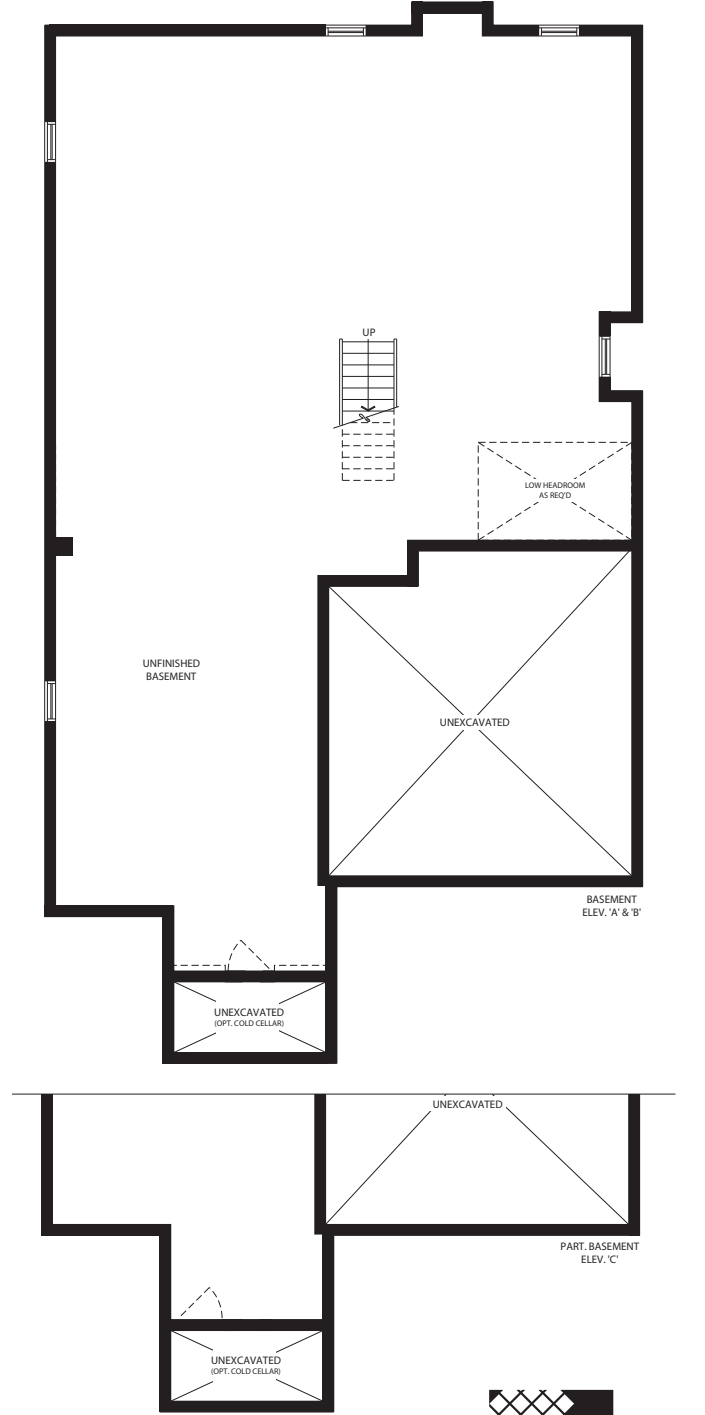 UP
LOW HEADROOM
AS REQ'D
UNFINISHED
BASEMENT
UNEXCAVATED
BASEMENT
ELEV. 'A' & 'B'
UNEXCAVATED
(OPT. COLD CELLAR)
UNEXCAVATED
PART. BASEMENT
ELEV. 'C'
UNEXCAVATED
(OPT. COLD CELLAR)